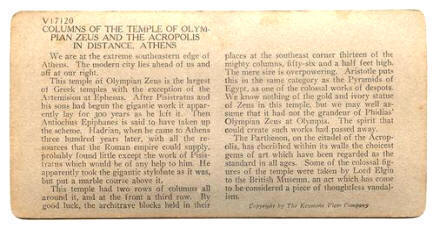 V17120
COLUMNS OF THE TEMPLE OF OLYM-
PIAN ZEUS AND THE ACROPOLIS
IN DISTANCE, ATHENS
We are at the extreme southeastern edge of
Athens. The modern city lies ahead of us and
off at our right.
This temple of Olympian Zeus is the largest
of Greek temples with the exception of the
Artemision at Ephesus. After Pisistratus and
his sons had begun the gigantic work it appar-
ently lay for 300 years as he left it. Then
Antiochus Epiphanes is said to have taken up
the scheme. Hadrian, when he came to Athens
three hundred years later, with all the re-
sources that the Roman empire could supply,
probably found little except the work of Pisis-
tratus which would be of any help to him. He
apparently took the gigantic stylobate as it was,
but put a marble course above it.
This temple had two rows of columns all
around it, and at the front a third row. By
good luck, the architrave blocks held in their
places at the southeast corner thirteen of the
mighty columns, fifty-six and a half feet high.
The mere size is overpowering. Aristotle puts
this in the same category as the Pyramids of
Egypt, as one of the colossal works of despots.
We know nothing of the gold and ivory statue
of Zeus in this temple, but we may well as-
sume that it had not the grandeur of Phidias'
Olympian Zeus at Olympia. The spirit that
could create such works had passed away.
The Parthenon, on the citadel of the Acrop-
olis, has cherished within its walls the choicest
gems of art which have been regarded as the
standard in all ages. Some of the colossal fig-
ures of the temple were taken by Lord Elgin
to the British Museum, an act which has come
to be considered a piece of thoughtless vandal-
ism.
Copyright by The Keystone View Company